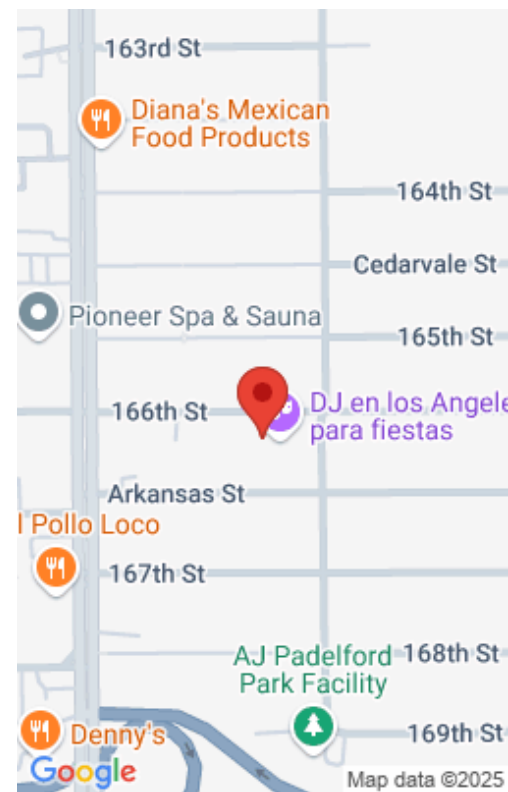 163rd St
Diana's Mexican
Food Products
164th St
Cedarvale St
Pioneer Spa & Sauna
165th St
166th St
DJ en los Angele
para fiestas
Arkansas St
l Pollo Loco
167th St
AJ Padelford
Park Facility
168th St
Denny's
169th St
Google
Map data ©2025